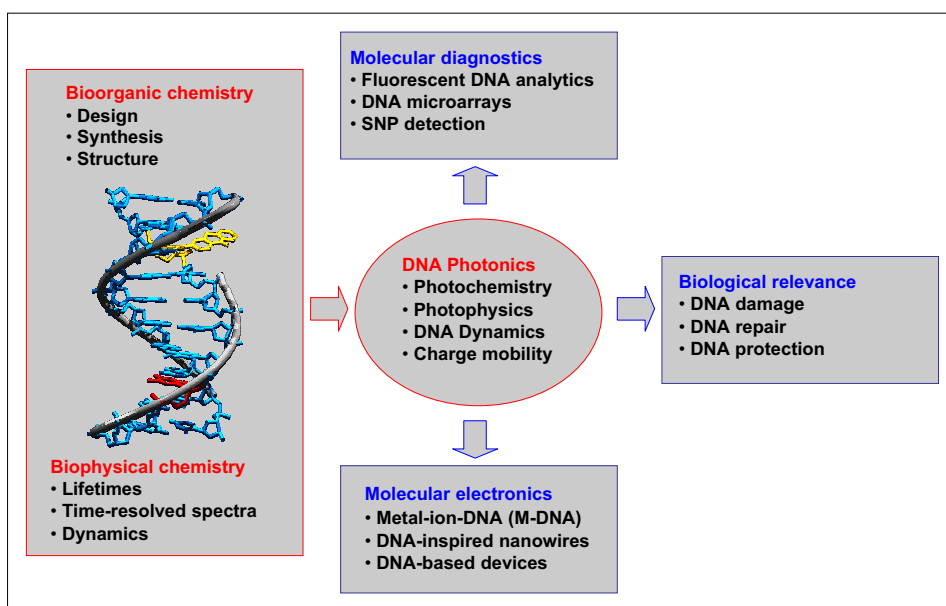 Bioorganic chemistry
• Design
• Synthesis
• Structure
Biophysical chemistry
• Lifetimes
• Time-resolved spectra
• Dynamics
DNA Photonics
• Photochemistry
• Photophysics
• DNA Dynamics
• Charge mobility
Molecular diagnostics
• Fluorescent DNA analytics
• DNA microarrays
• SNP detection
Biological relevance
• DNA damage
• DNA repair
• DNA protection
Molecular electronics
• Metal-ion-DNA (M-DNA)
• DNA-inspired nanowires
• DNA-based devices